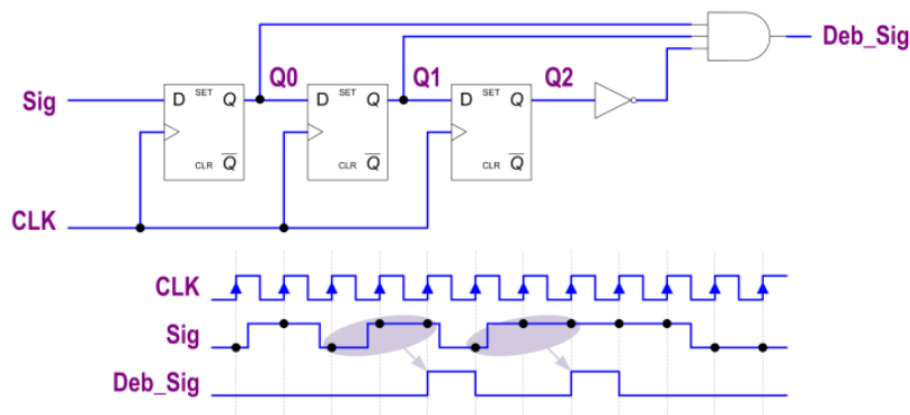 Deb_Sig
Q0 Q1 Q2
Sig D SET Q D SET Q D SET Q
CLR Q̅ CLR Q̅ CLR Q̅
CLK
CLK
Sig
Deb_Sig